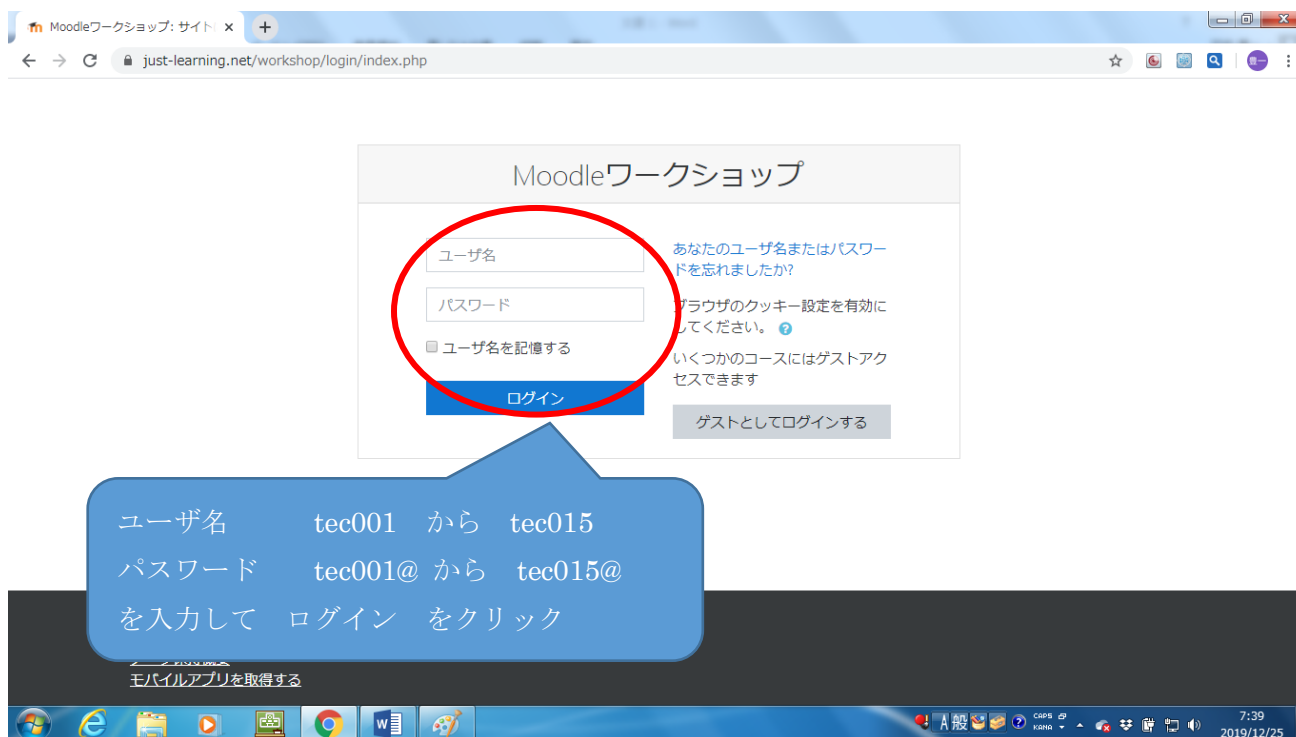 Moodleワークショップ: サイト
just-learning.net/workshop/login/index.php
Moodleワークショップ
ユーザ名
パスワード
ユーザ名を記憶する
ログイン
あなたのユーザ名またはパスワー
ドを忘れましたか?
ブラウザのクッキー設定を有効に
してください。
いくつかのコースにはゲストアク
セスできます
ゲストとしてログインする
ユーザ名 tec001 から tec015
パスワード tec001@ から tec015@
を入力して ログイン をクリック
モバイルアプリを取得する
A 般
CAPS
KANA
7:39
2019/12/25